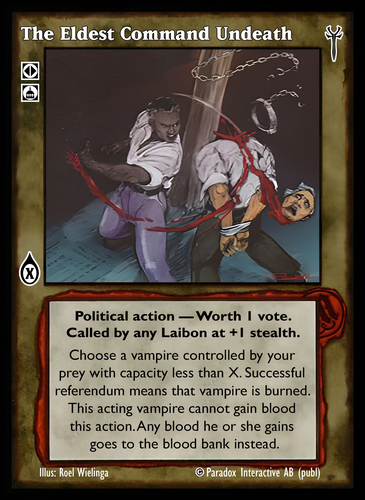 The Eldest Command Undeath
X
Political action — Worth 1 vote.
Called by any Laibon at +1 stealth.
Choose a vampire controlled by your
prey with capacity less than X. Successful
referendum means that vampire is burned.
This acting vampire cannot gain blood
this action. Any blood he or she gains
goes to the blood bank instead.
Illus: Roel Wielinga © Paradox Interactive AB (publ)